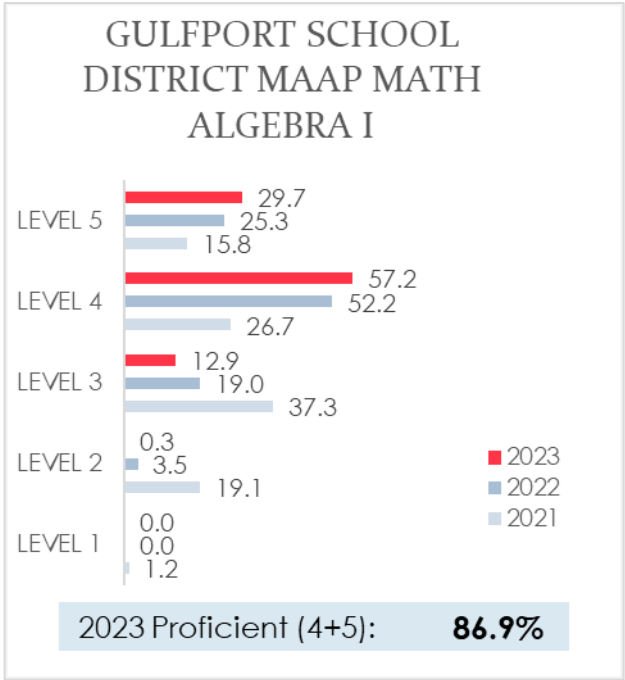 GULFPORT SCHOOL
DISTRICT MAAP MATH
ALGEBRA I
LEVEL 5
29.7
25.3
15.8
LEVEL 4
57.2
52.2
26.7
LEVEL 3
12.9
19.0
37.3
LEVEL 2
0.3
3.5
19.1
LEVEL 1
0.0
0.0
1.2
2023
2022
2021
2023 Proficient (4+5): 86.9%